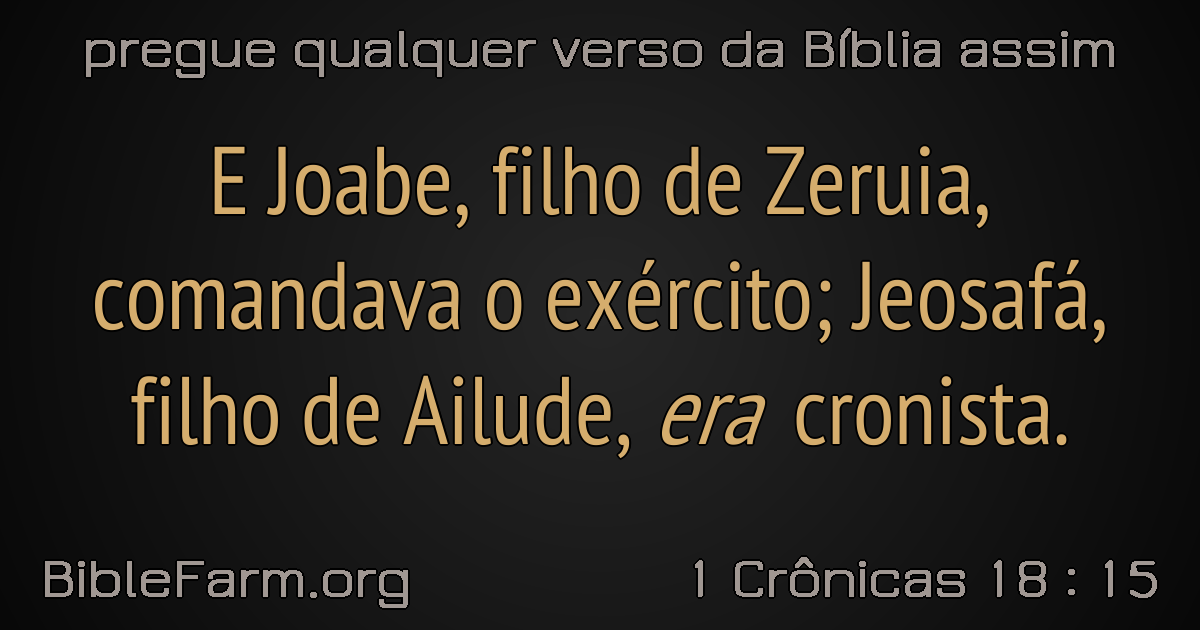 pregue qualquer verso da Bíblia assim
E Joabe, filho de Zeruia,
comandava o exército; Jeosafá,
filho de Ailude, era cronista.
BibleFarm.org
1 Crônicas 18 : 15